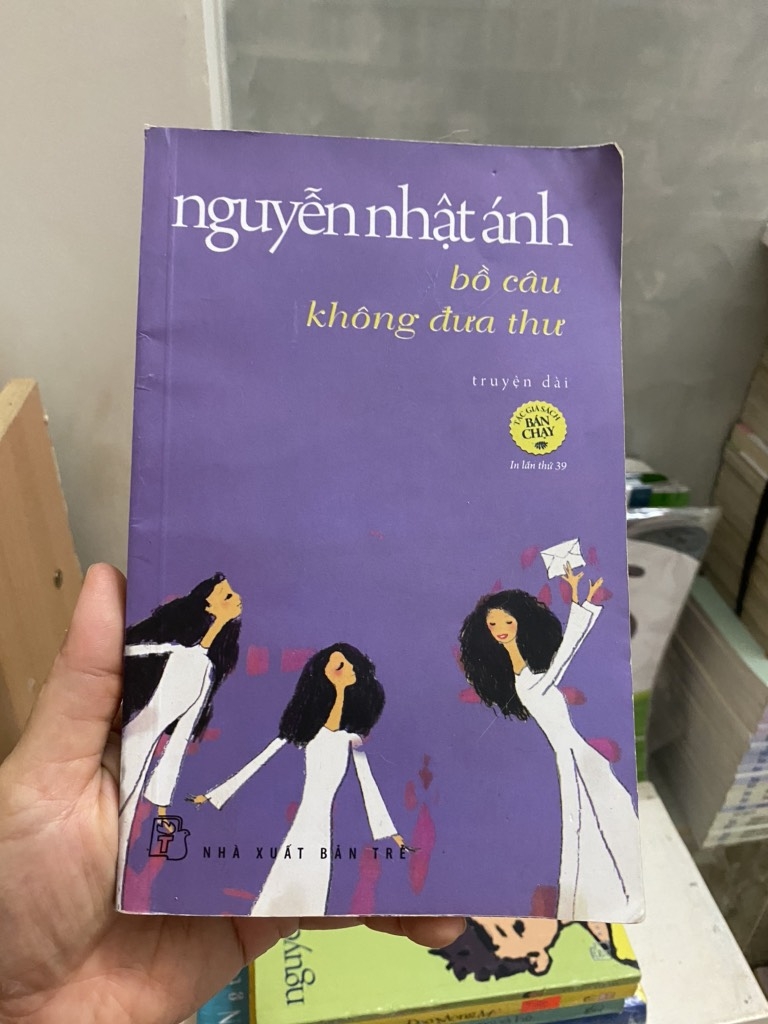 nguyễn nhật ánh
bồ câu
không đưa thư
truyện dài
TÁC GIẢ SÁCH
BÁN
CHẠY
In lần thứ 39
NHÀ XUẤT BẢN TRẺ
nguyễ